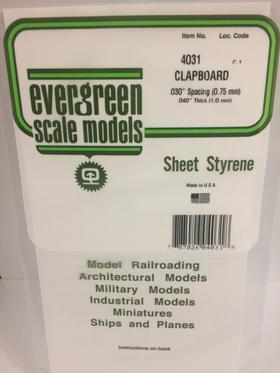 Item No. Loc. Code
4031
CLAPBOARD
.030" Spacing (0.75 mm)
.040" Thick (1.0 mm)
evergreen
scale models
Sheet Styrene
Made in U S A
Model Railroading
Architectural Models
Military Models
Industrial Models
Miniatures
Ships and Planes
Instructions on back